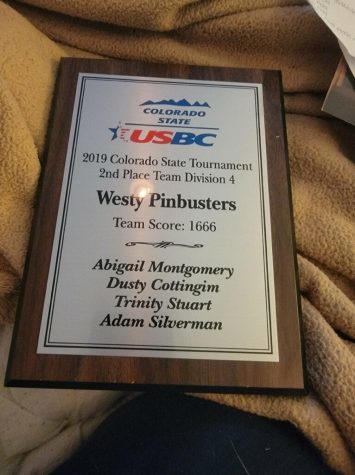 COLORADO
STATE
USBC
2019 Colorado State Tournament
2nd Place Team Division 4
Westy Pinbusters
Team Score: 1666
Abigail Montgomery
Dusty Cottingim
Trinity Stuart
Adam Silverman